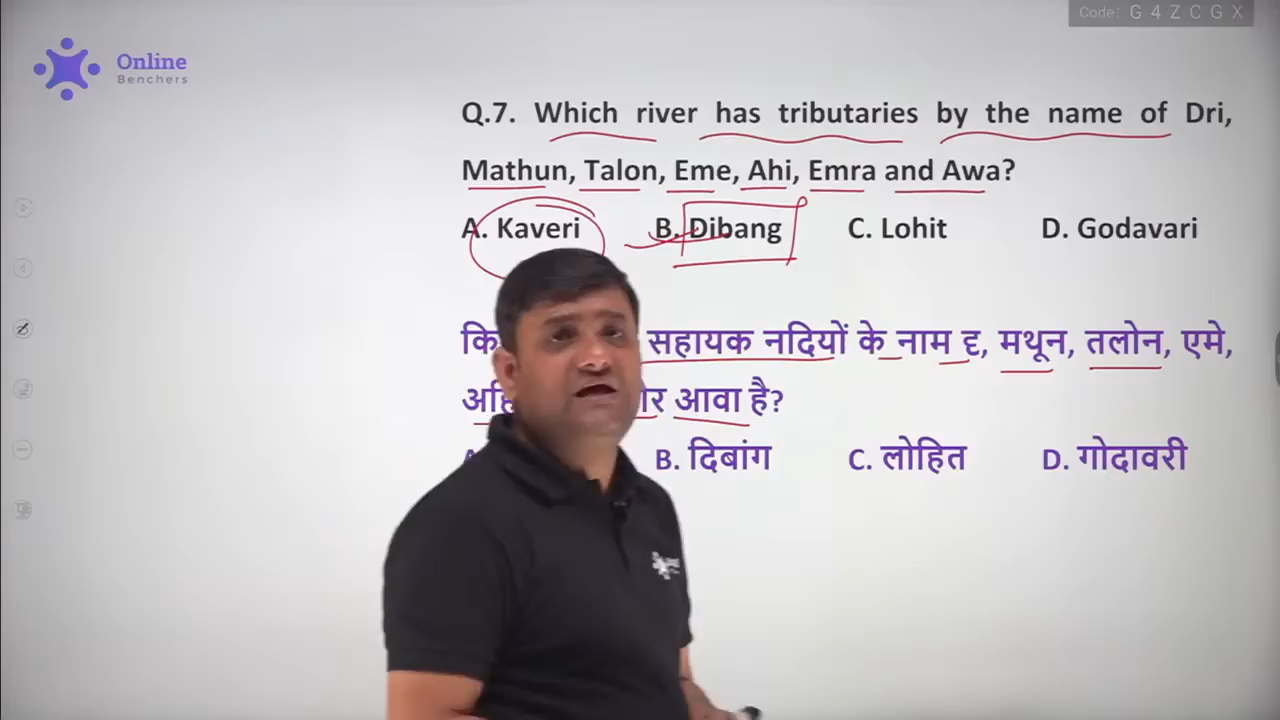 Code: G 4 Z C G X
Online
Benchers
Q.7. Which river has tributaries by the name of Dri,
Mathun, Talon, Eme, Ahi, Emra and Awa?
A. Kaveri B. Dibang C. Lohit D. Godavari
सहायक नदियों के नाम दृ, मथून, तलोन, एमे,
आवा है?
B. दिबांग C. लोहित D. गोदावरी